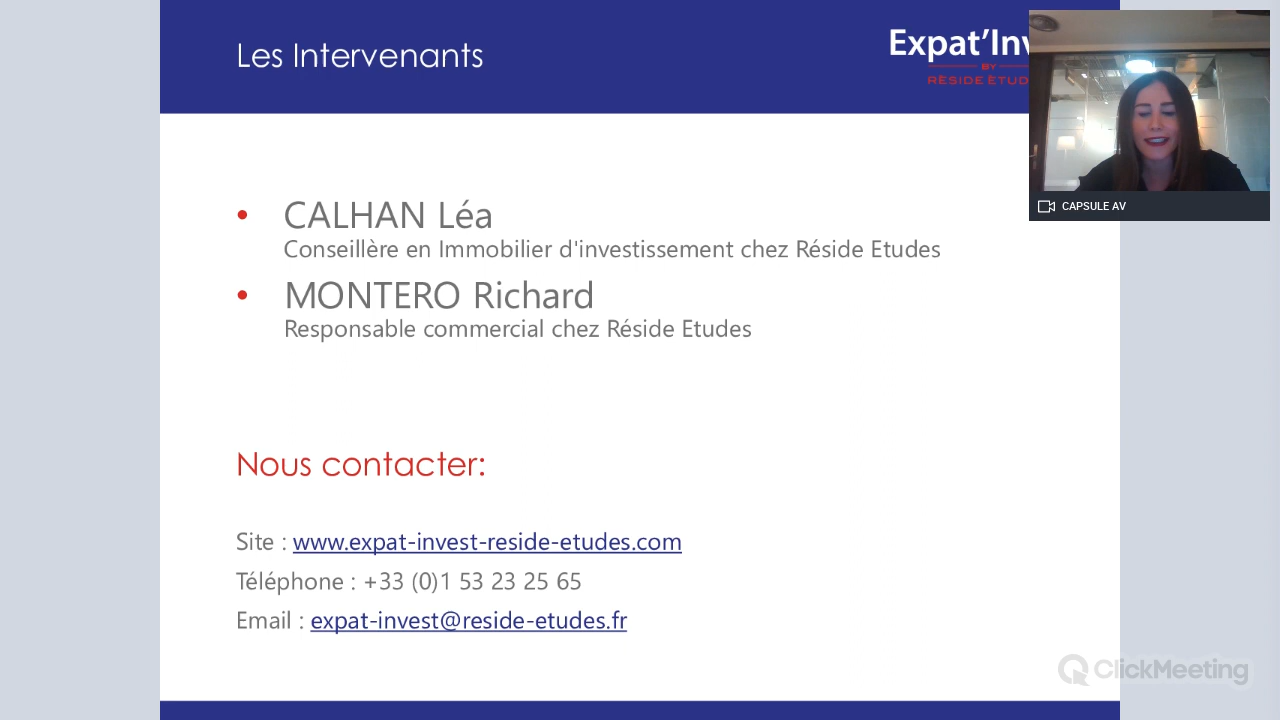 Les Intervenants
Expat'Inv
BY
RÉSIDE ÉTUD
CAPSULE AV
• CALHAN Léa
Conseillère en Immobilier d'investissement chez Réside Etudes
• MONTERO Richard
Responsable commercial chez Réside Etudes
Nous contacter:
Site : www.expat-invest-reside-etudes.com
Téléphone : +33 (0)1 53 23 25 65
Email : expat-invest@reside-etudes.fr
ClickMeeting